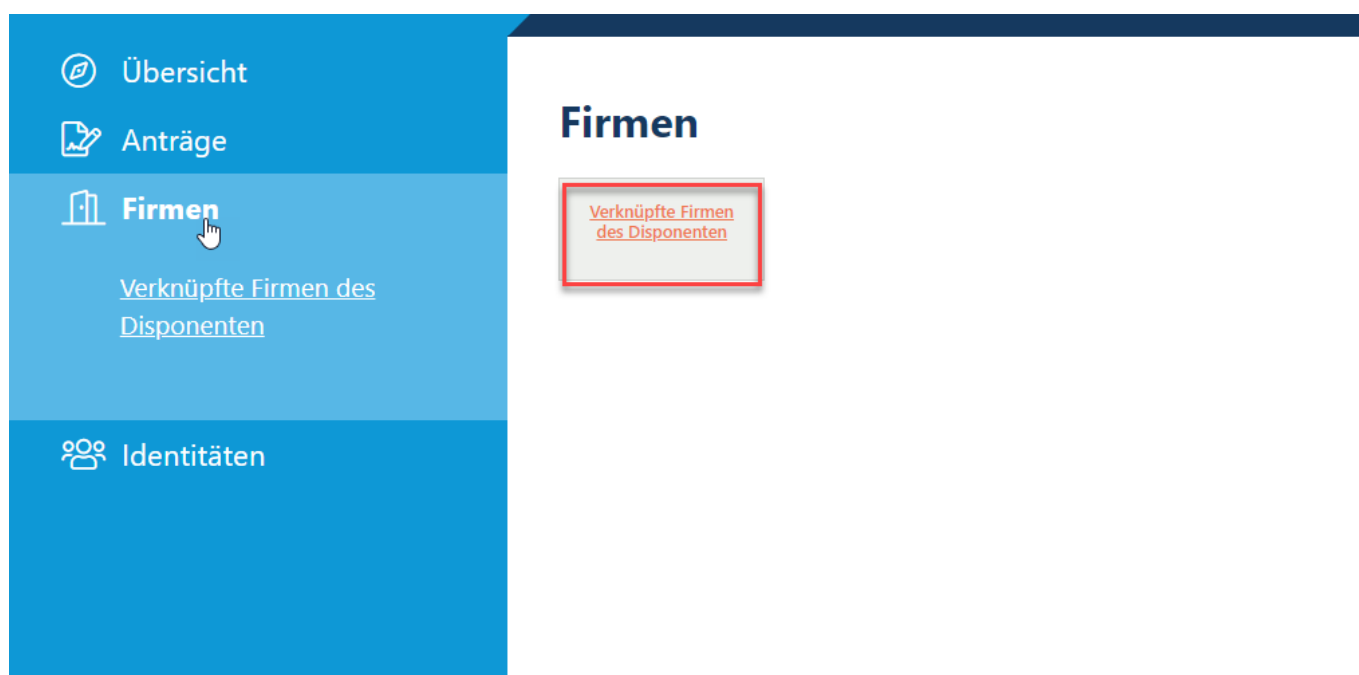 Übersicht
Anträge
Firmen
Verknüpfte Firmen des
Disponenten
Identitäten
Firmen
Verknüpfte Firmen
des Disponenten